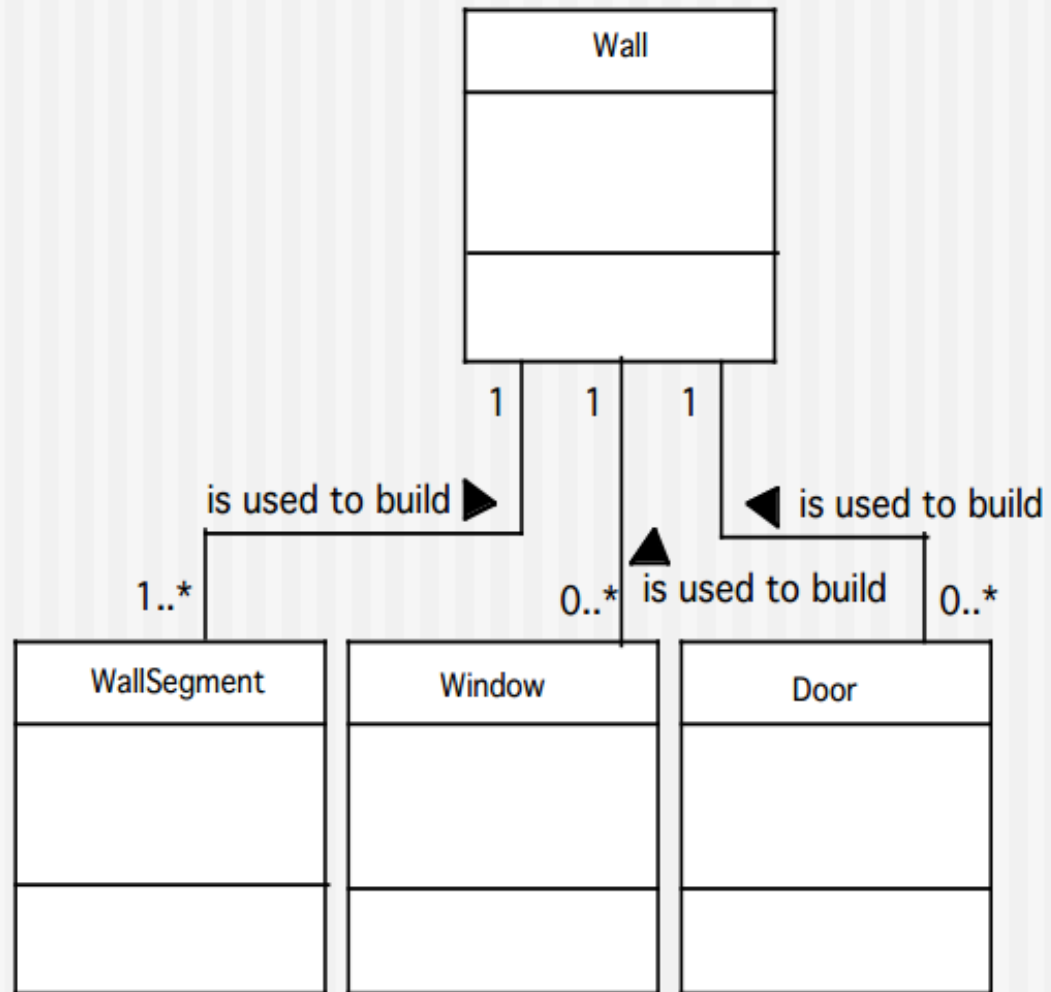 Wall
1
1
1
is used to build
is used to build
is used to build
1..*
0..*
0..*
WallSegment
Window
Door